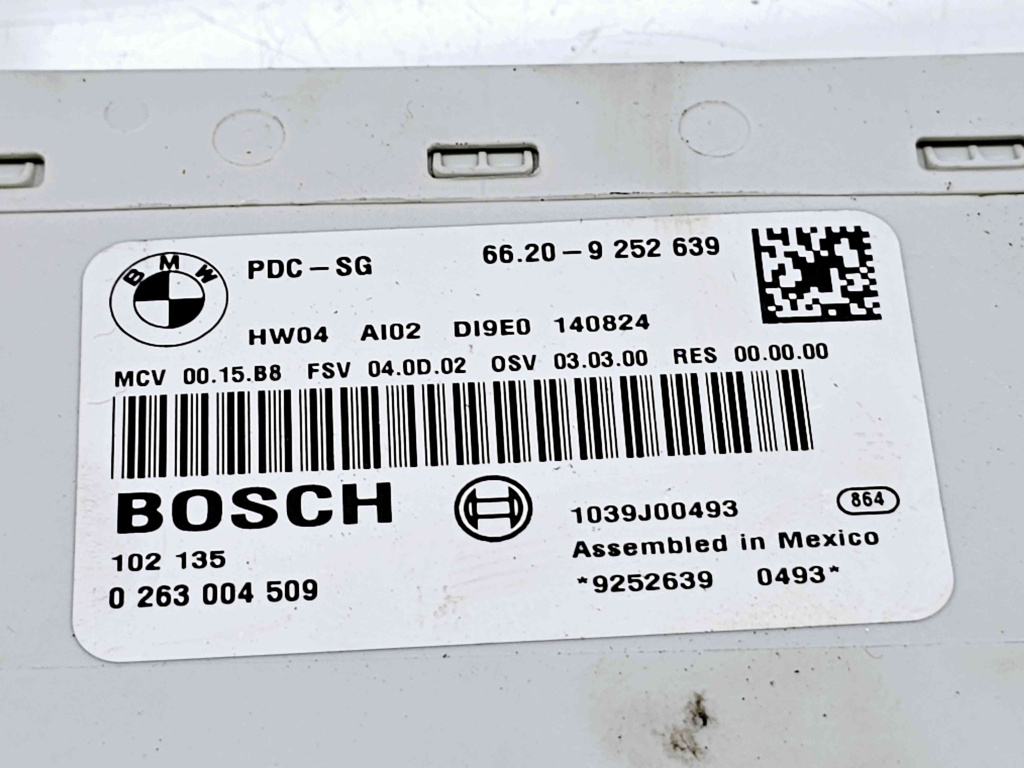 BMW
PDC-SG 66.20-9 252 639
HW04 AI02 DI9E0 140824
MCV 00.15.B8 FSV 04.0D.02 OSV 03.03.00 RES 00.00.00
BOSCH
1039J00493 864
102 135 Assembled in Mexico
0 263 004 509 *9252639 0493*